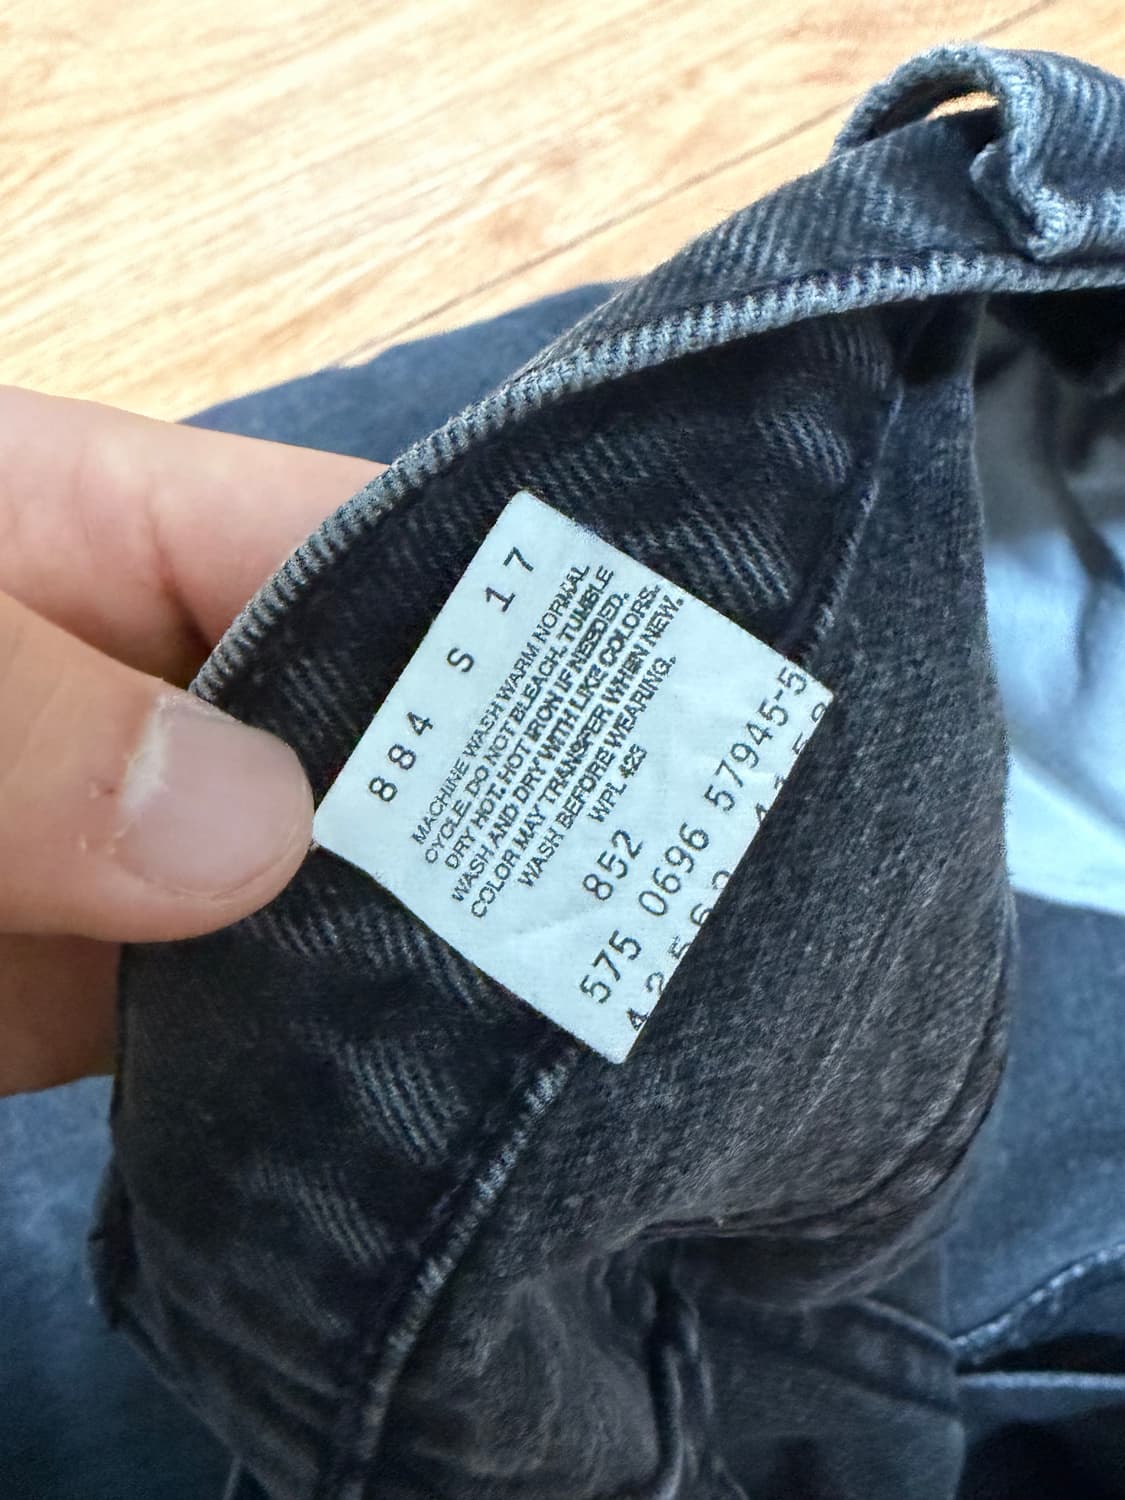 884 S 17
MACHINE WASH WARM NORMAL
CYCLE. DO NOT BLEACH. TUMBLE
DRY HOT. HOT IRON IF NEEDED.
WASH AND DRY WITH LIKE COLORS.
COLOR MAY TRANSFER WHEN NEW.
WASH BEFORE WEARING.
WPL 423
852
575 0696 57945-5